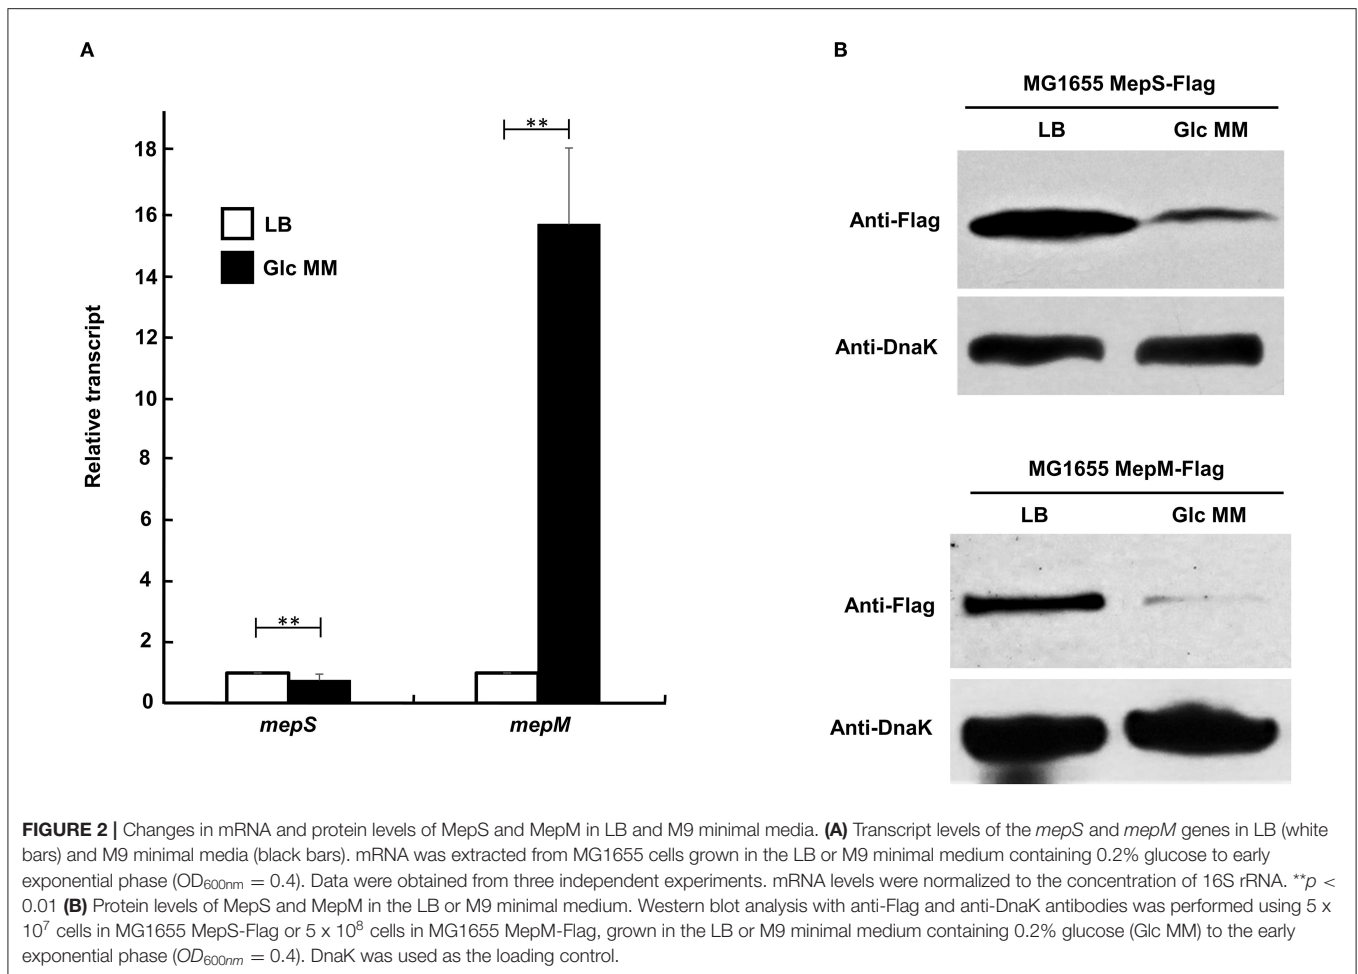 A
Relative transcript
18
16
14
12
10
8
6
4
2
0
**
**
LB
Glc MM
mepS
mepM
B
MG1655 MepS-Flag
LB Glc MM
Anti-Flag
Anti-DnaK
MG1655 MepM-Flag
LB Glc MM
Anti-Flag
Anti-DnaK
FIGURE 2 | Changes in mRNA and protein levels of MepS and MepM in LB and M9 minimal media. (A) Transcript levels of the mepS and mepM genes in LB (white
bars) and M9 minimal media (black bars). mRNA was extracted from MG1655 cells grown in the LB or M9 minimal medium containing 0.2% glucose to early
exponential phase (OD600nm = 0.4). Data were obtained from three independent experiments. mRNA levels were normalized to the concentration of 16S rRNA. **p <
0.01 (B) Protein levels of MepS and MepM in the LB or M9 minimal medium. Western blot analysis with anti-Flag and anti-DnaK antibodies was performed using 5 x
10⁷ cells in MG1655 MepS-Flag or 5 x 10⁸ cells in MG1655 MepM-Flag, grown in the LB or M9 minimal medium containing 0.2% glucose (Glc MM) to the early
exponential phase (OD600nm = 0.4). DnaK was used as the loading control.